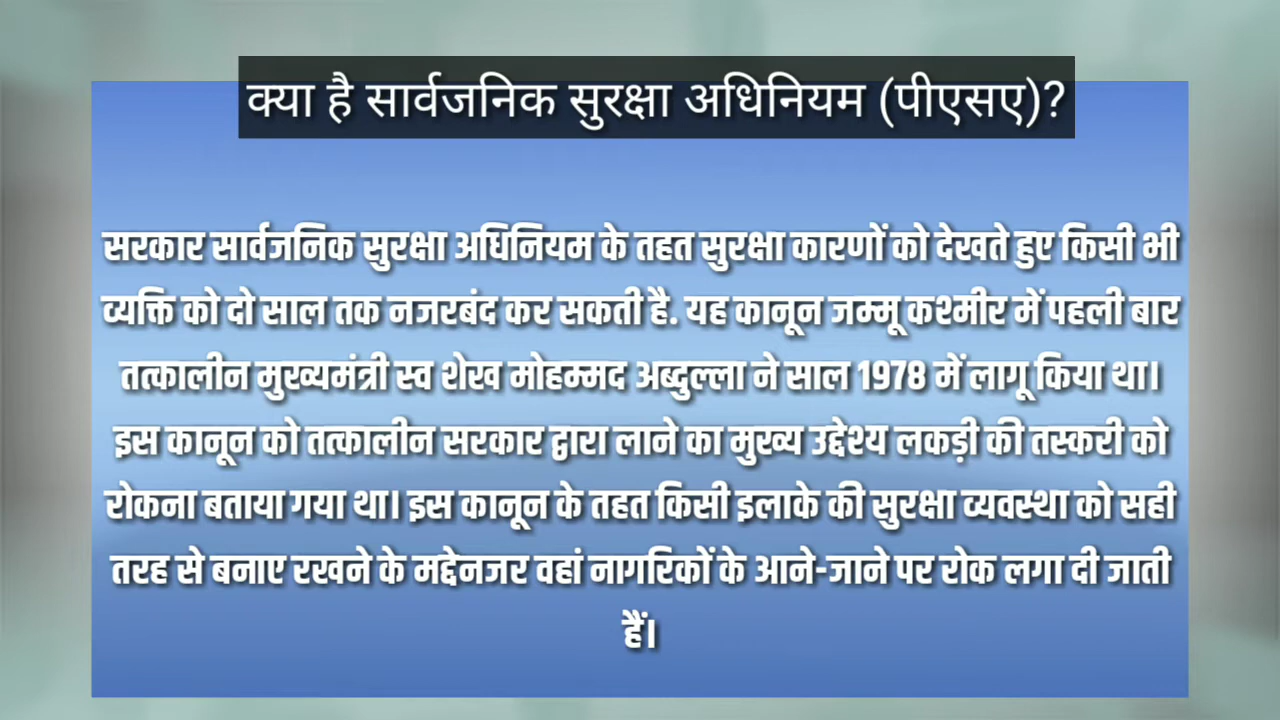 क्या है सार्वजनिक सुरक्षा अधिनियम (पीएसए)?
सरकार सार्वजनिक सुरक्षा अधिनियम के तहत सुरक्षा कारणों को देखते हुए किसी भी
व्यक्ति को दो साल तक नजरबंद कर सकती है. यह कानून जम्मू कश्मीर में पहली बार
तत्कालीन मुख्यमंत्री स्व शेख मोहम्मद अब्दुल्ला ने साल 1978 में लागू किया था।
इस कानून को तत्कालीन सरकार द्वारा लाने का मुख्य उद्देश्य लकड़ी की तस्करी को
रोकना बताया गया था। इस कानून के तहत किसी इलाके की सुरक्षा व्यवस्था को सही
तरह से बनाए रखने के मद्देनजर वहां नागरिकों के आने-जाने पर रोक लगा दी जाती
हैं।